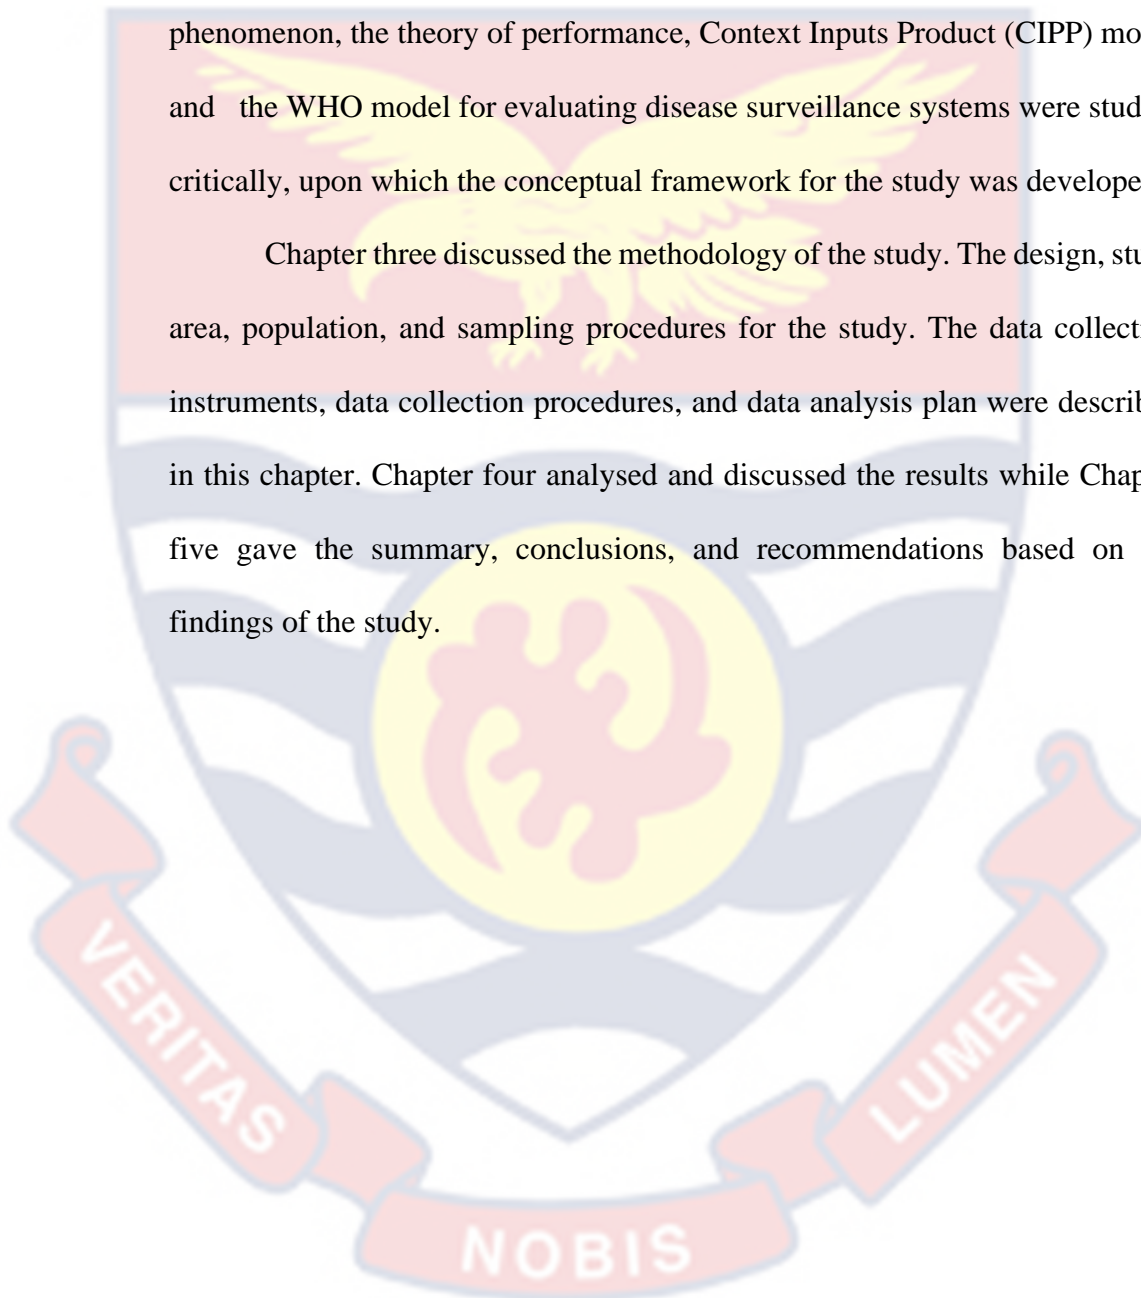 phenomenon, the theory of performance, Context Inputs Product (CIPP) mo
and the WHO model for evaluating disease surveillance systems were stud
critically, upon which the conceptual framework for the study was develope
Chapter three discussed the methodology of the study. The design, stu
area, population, and sampling procedures for the study. The data collecti
instruments, data collection procedures, and data analysis plan were describ
in this chapter. Chapter four analysed and discussed the results while Chap
five gave the summary, conclusions, and recommendations based on
findings of the study.
VERITAS
NOBIS
LUMEN